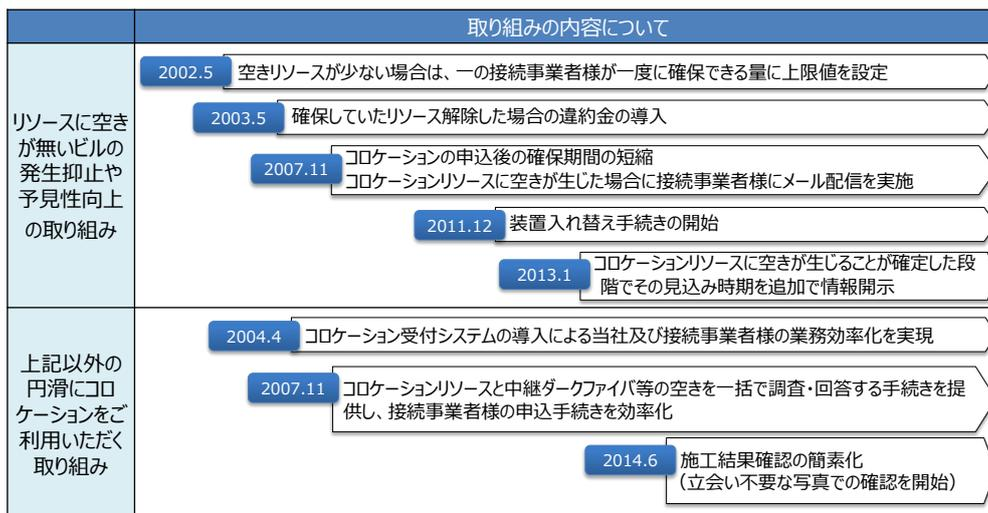 取り組みの内容について
リソースに空き
が無いビルの
発生抑止や
予見性向上
の取り組み
2002.5
空きリソースが少ない場合は、一の接続事業者様が一度に確保できる量に上限値を設定
2003.5
確保していたリソース解除した場合の違約金の導入
2007.11
コロケーションの申込後の確保期間の短縮
コロケーションリソースに空きが生じた場合に接続事業者様にメール配信を実施
2011.12
装置入れ替え手続きの開始
2013.1
コロケーションリソースに空きが生じることが確定した段
階でその見込み時期を追加で情報開示
上記以外の
円滑にコロ
ケーションをご
利用いただく
取り組み
2004.4
コロケーション受付システムの導入による当社及び接続事業者様の業務効率化を実現
2007.11
コロケーションリソースと中継ダークファイバ等の空きを一括で調査・回答する手続きを提
供し、接続事業者様の申込手続きを効率化
2014.6
施工結果確認の簡素化
（立会い不要な写真での確認を開始）